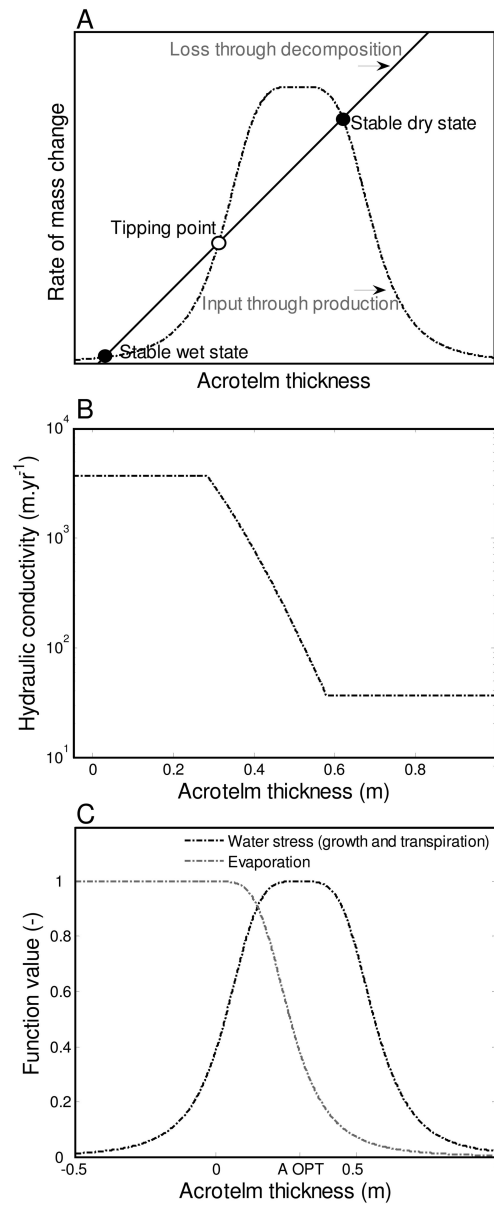 A
Rate of mass change
Loss through decomposition
Stable dry state
Tipping point
Input through production
Stable wet state
Acrotelm thickness
B
Hydraulic conductivity (m.yr-1)
10^4
10^3
10^2
10^1
0 0.2 0.4 0.6 0.8
Acrotelm thickness (m)
C
Water stress (growth and transpiration)
Evaporation
Function value (-)
1
0.8
0.6
0.4
0.2
0
-0.5 0 A OPT 0.5
Acrotelm thickness (m)